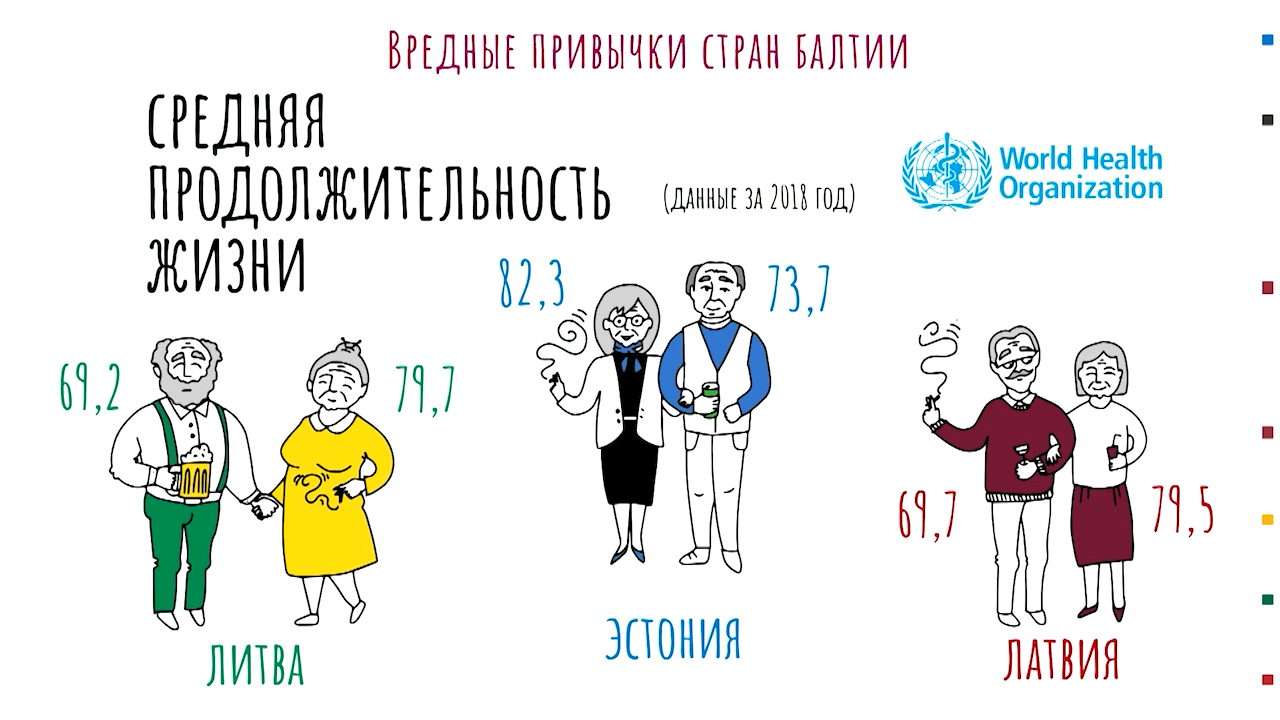 Вредные привычки стран Балтии
средняя
продолжительность
жизни
(данные за 2018 год)
World Health
Organization
82,3
73,7
69,2
79,7
69,7
79,5
Литва
Эстония
Латвия